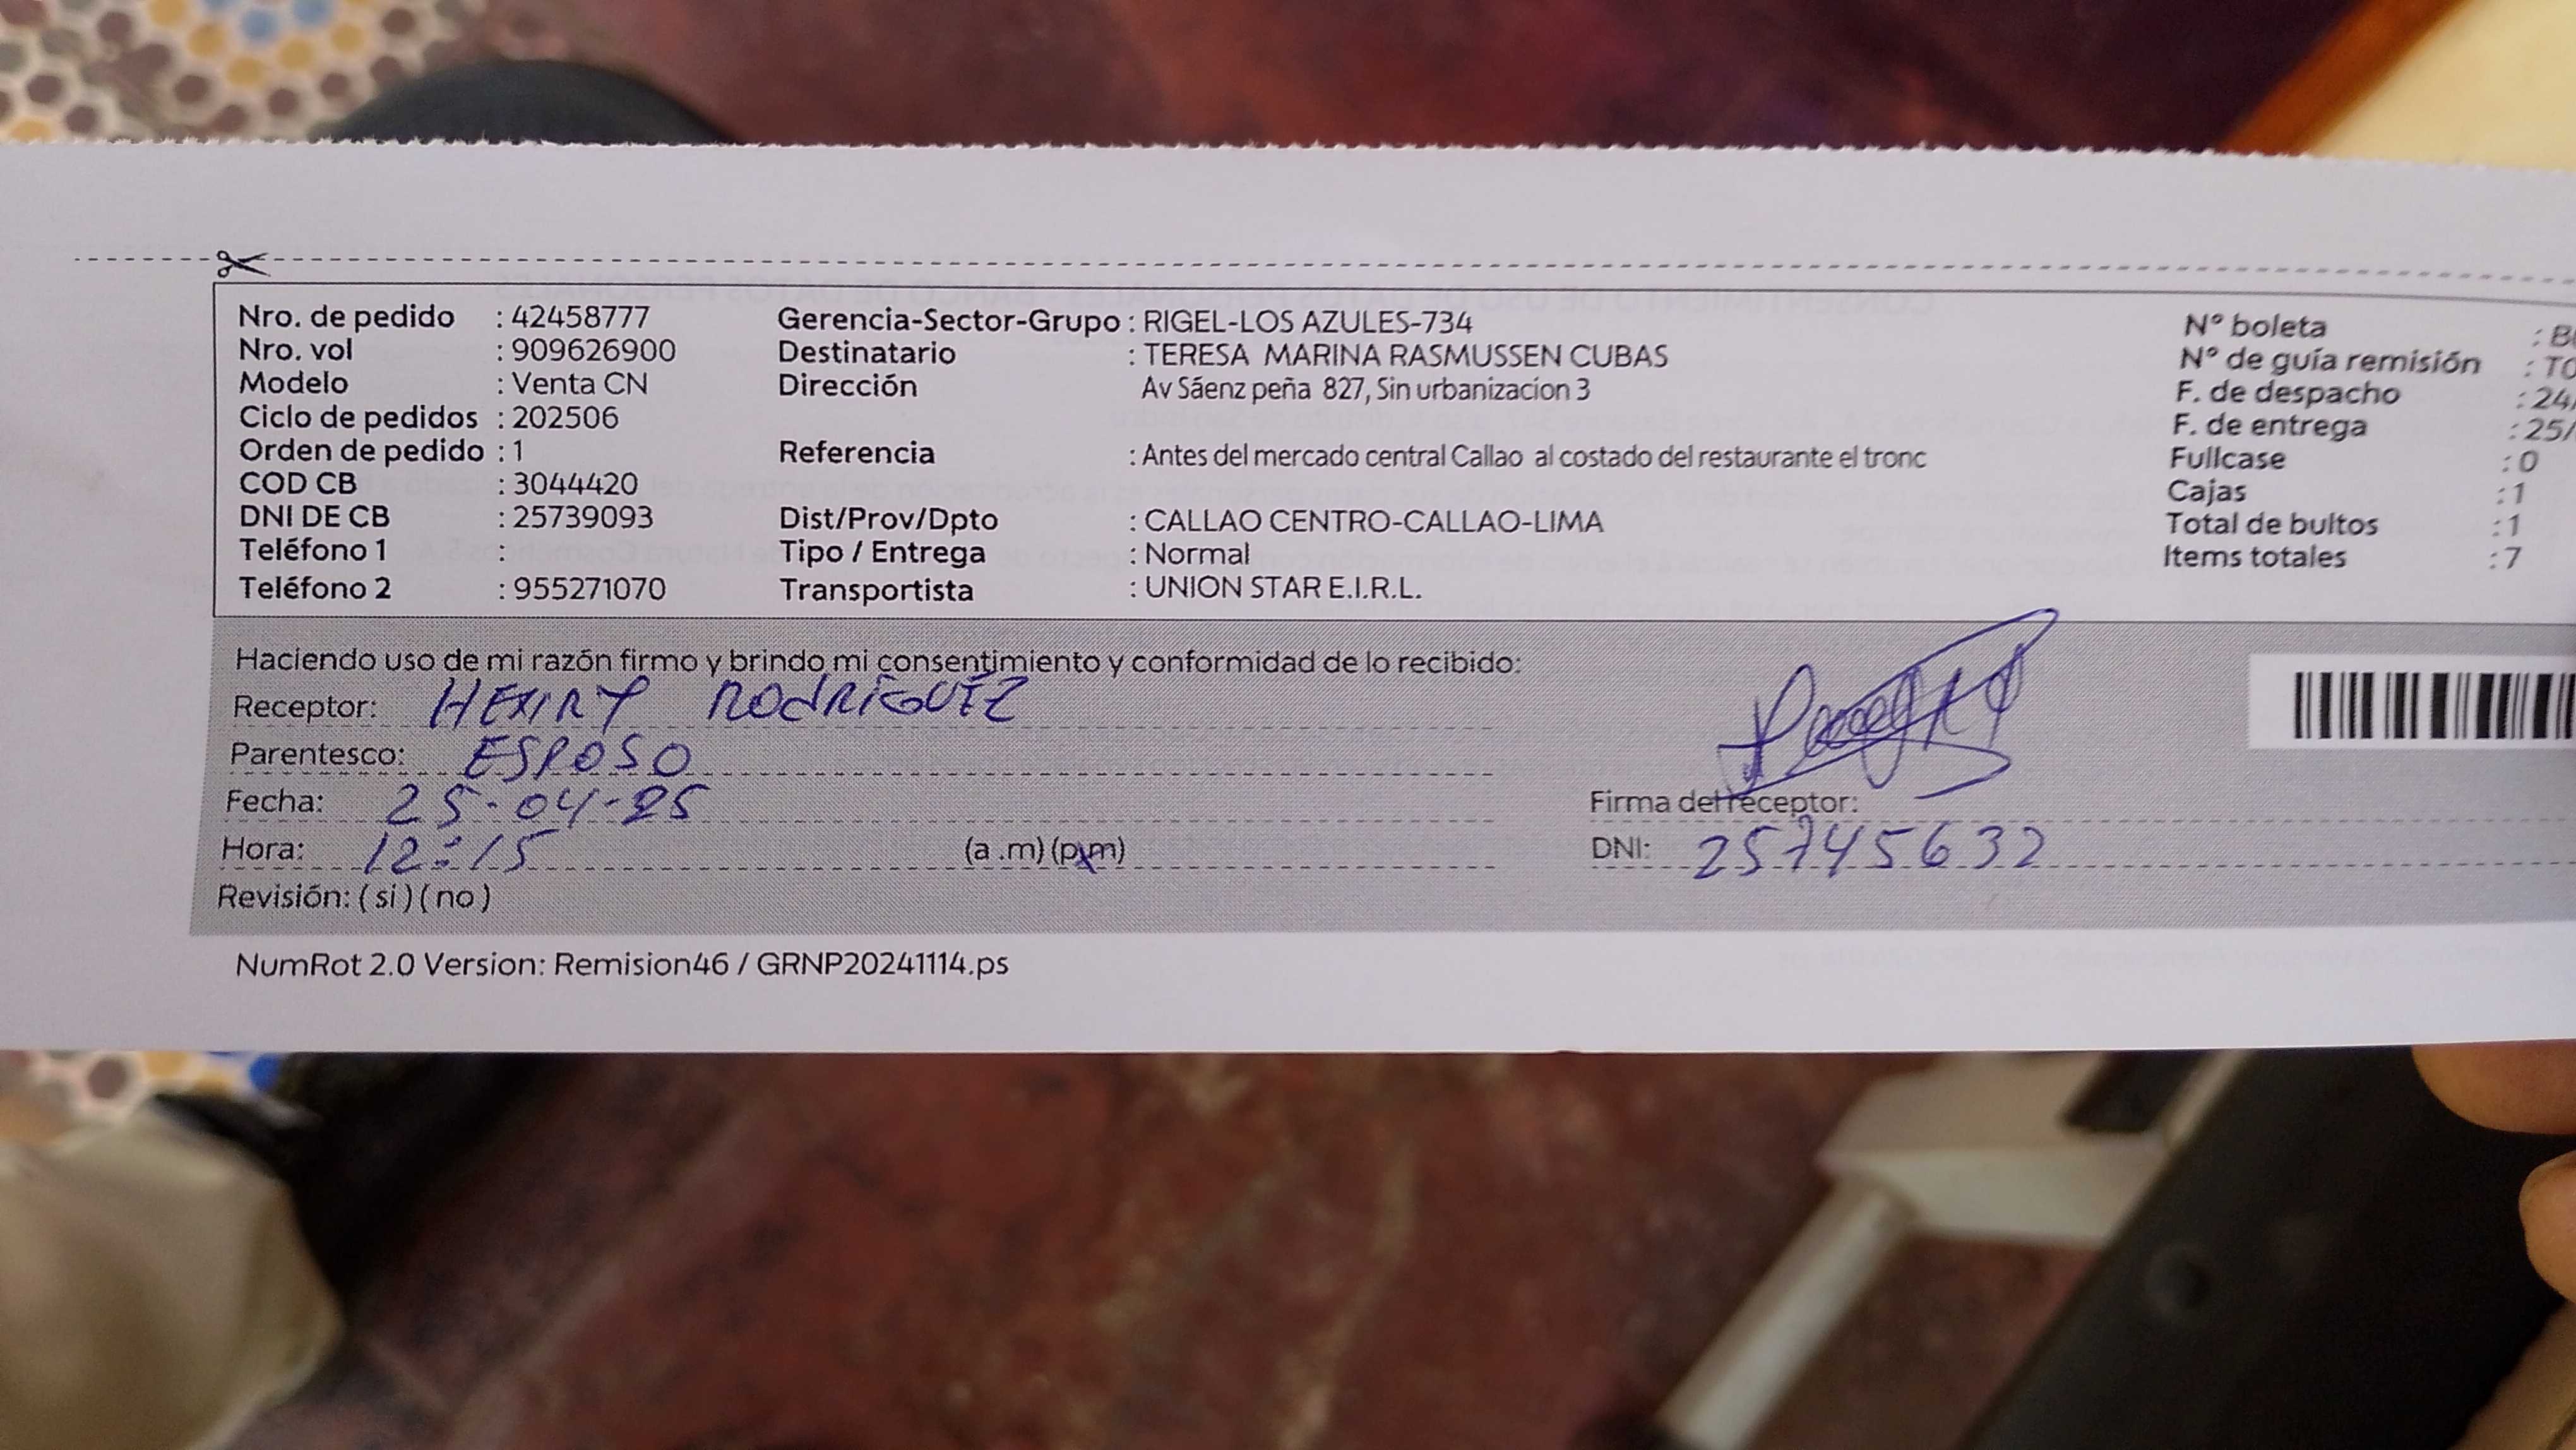 Nro. de pedido : 42458777
Nro. vol : 909626900
Modelo : Venta CN
Ciclo de pedidos : 202506
Orden de pedido : 1
COD CB : 3044420
DNI DE CB : 25739093
Teléfono 1 :
Teléfono 2 : 955271070
Gerencia-Sector-Grupo : RIGEL-LOS AZULES-734
Destinatario : TERESA MARINA RASMUSSEN CUBAS
Dirección Av Sáenz peña 827, Sin urbanizacion 3
Referencia : Antes del mercado central Callao al costado del restaurante el tronc
Dist/Prov/Dpto : CALLAO CENTRO-CALLAO-LIMA
Tipo / Entrega : Normal
Transportista : UNION STAR E.I.R.L.
N° boleta : B
N° de guía remisión : TO
F. de despacho : 24/
F. de entrega : 25/
Fullcase : 0
Cajas : 1
Total de bultos : 1
Items totales : 7
Haciendo uso de mi razón firmo y brindo mi consentimiento y conformidad de lo recibido:
Receptor: HENRY RODRIGUEZ
Parentesco: ESPOSO
Fecha: 25-04-25
Hora: 12:15 (a .m) (p.m)
Revisión: ( si ) ( no )
Firma del receptor:
DNI: 25745632
NumRot 2.0 Version: Remision46 / GRNP20241114.ps